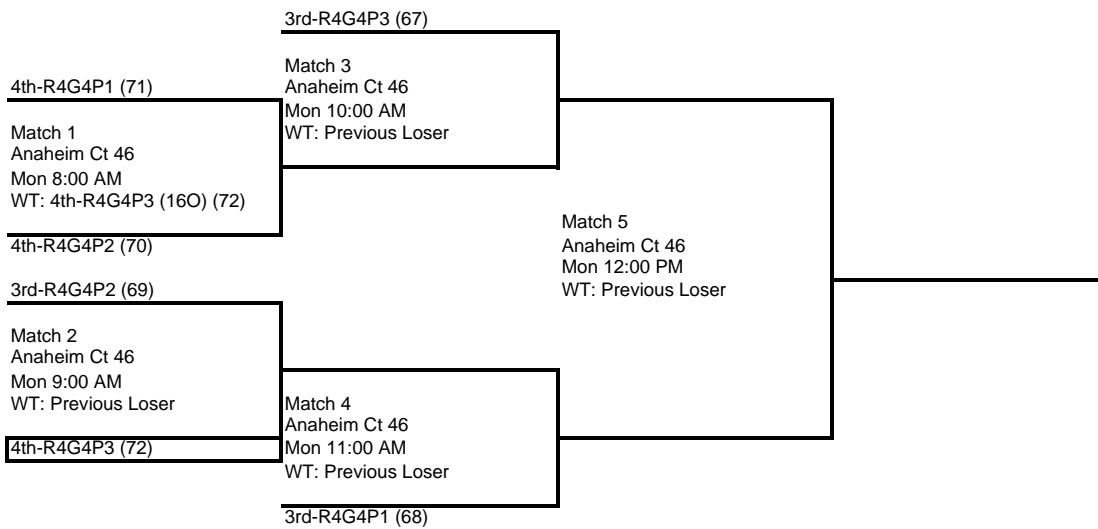 3rd-R4G4P3 (67)
Match 3
Anaheim Ct 46
Mon 10:00 AM
WT: Previous Loser
4th-R4G4P1 (71)
Match 1
Anaheim Ct 46
Mon 8:00 AM
WT: 4th-R4G4P3 (16O) (72)
4th-R4G4P2 (70)
Match 5
Anaheim Ct 46
Mon 12:00 PM
WT: Previous Loser
3rd-R4G4P2 (69)
Match 2
Anaheim Ct 46
Mon 9:00 AM
WT: Previous Loser
4th-R4G4P3 (72)
Match 4
Anaheim Ct 46
Mon 11:00 AM
WT: Previous Loser
3rd-R4G4P1 (68)